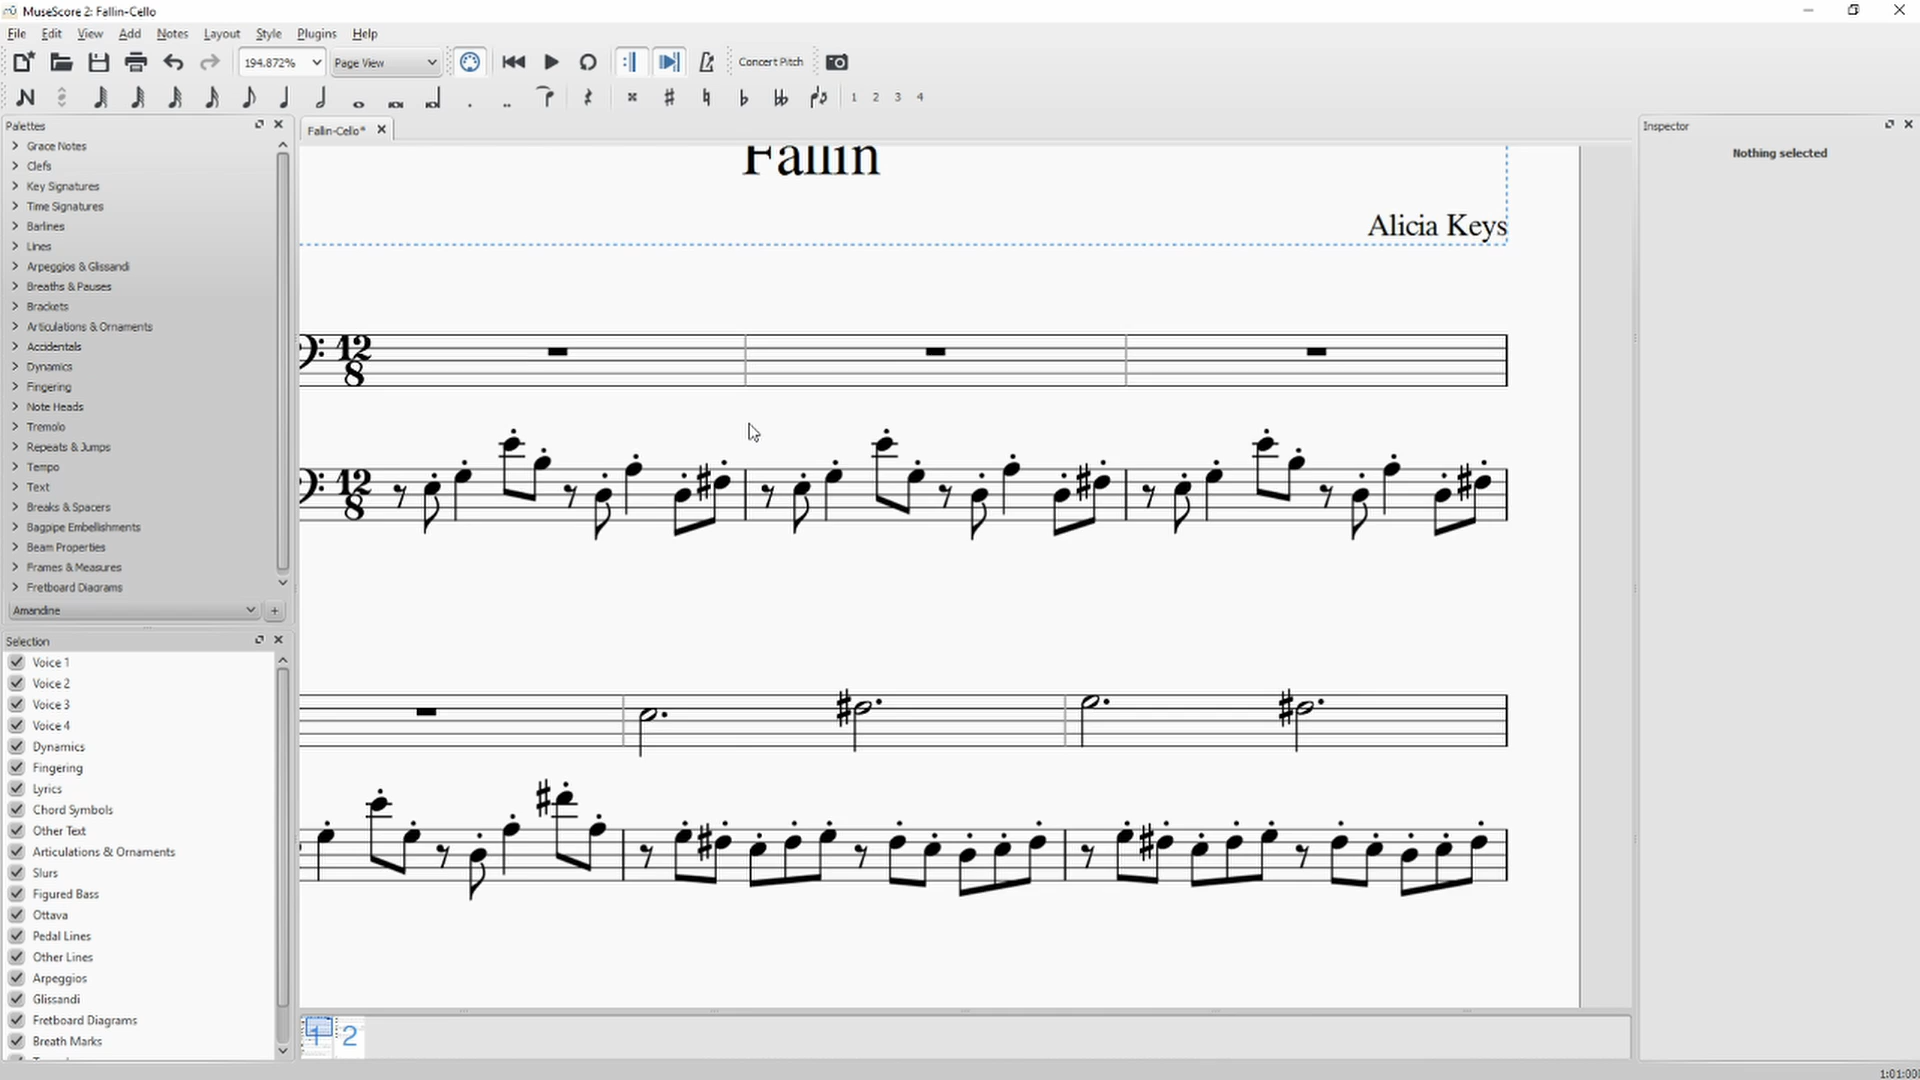 MuseScore 2: Fallin-Cello
File Edit View Add Notes Layout Style Plugins Help
194.872% Page View Concert Pitch
1 2 3 4
Palettes
Grace Notes
Clefs
Key Signatures
Time Signatures
Barlines
Lines
Arpeggios & Glissandi
Breaths & Pauses
Brackets
Articulations & Ornaments
Accidentals
Dynamics
Fingering
Note Heads
Tremolo
Repeats & Jumps
Tempo
Text
Breaks & Spacers
Bagpipe Embellishments
Beam Properties
Frames & Measures
Fretboard Diagrams
Amandine
Selection
Voice 1
Voice 2
Voice 3
Voice 4
Dynamics
Fingering
Lyrics
Chord Symbols
Other Text
Articulations & Ornaments
Slurs
Figured Bass
Ottava
Pedal Lines
Other Lines
Arpeggios
Glissandi
Fretboard Diagrams
Breath Marks
Fallin-Cello*
Fallin
Alicia Keys
12
8
12
8
1 2
Inspector
Nothing selected
1:01:000